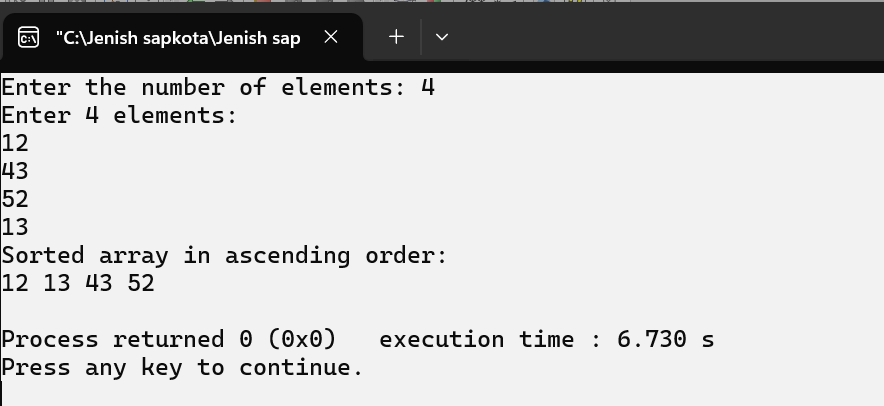 "C:\Jenish sapkota\Jenish sap
Enter the number of elements: 4
Enter 4 elements:
12
43
52
13
Sorted array in ascending order:
12 13 43 52
Process returned 0 (0x0)   execution time : 6.730 s
Press any key to continue.